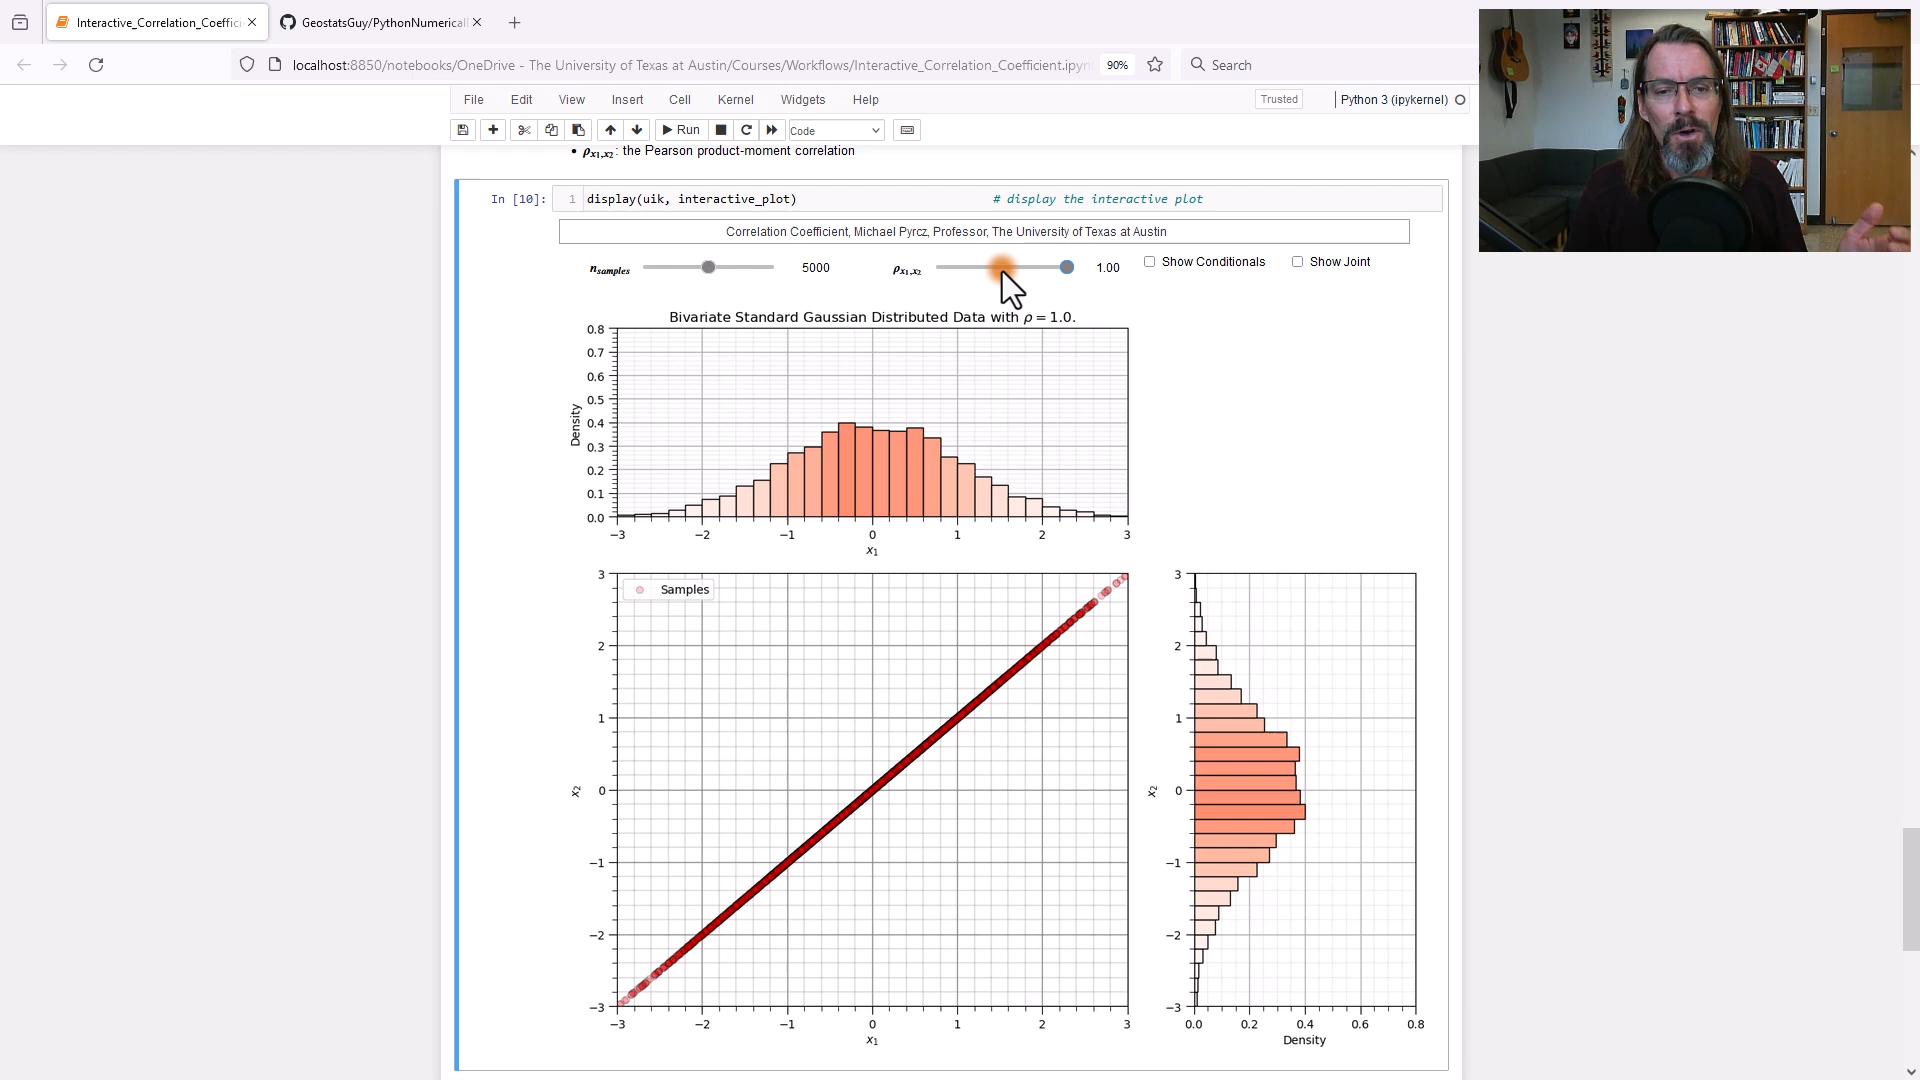 Interactive_Correlation_Coeffic
GeostatsGuy/PythonNumerical
localhost:8850/notebooks/OneDrive - The University of Texas at Austin/Courses/Workflows/Interactive_Correlation_Coefficient.ipyn
90%
Search
File Edit View Insert Cell Kernel Widgets Help
Trusted
Python 3 (ipykernel)
Run
Code
• ρx1,x2: the Pearson product-moment correlation
In [10]:
1 display(uik, interactive_plot) # display the interactive plot
Correlation Coefficient, Michael Pyrcz, Professor, The University of Texas at Austin
nsamples 5000 ρx1,x2 1.00 Show Conditionals Show Joint
Bivariate Standard Gaussian Distributed Data with ρ = 1.0.
0.8
0.7
0.6
0.5
0.4
0.3
0.2
0.1
0.0
Density
−3 −2 −1 0 1 2 3
x1
Samples
3
2
1
0
−1
−2
−3
x2
−3 −2 −1 0 1 2 3
x1
3
2
1
0
−1
−2
−3
x2
0.0 0.2 0.4 0.6 0.8
Density